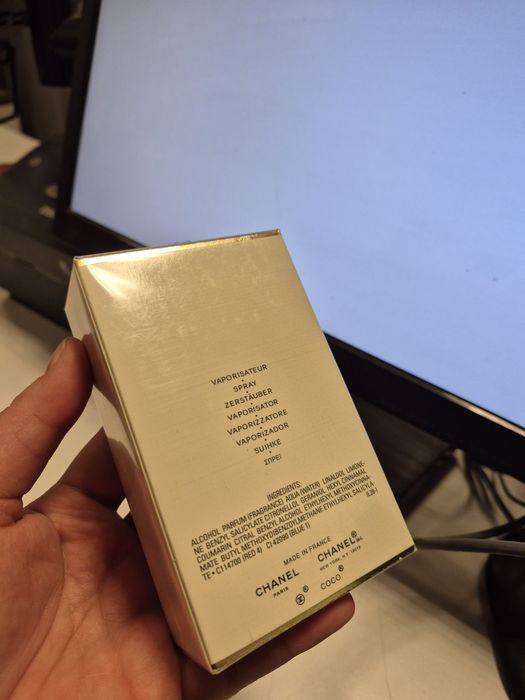 VAPORISATEUR
SPRAY
ZERSTÄUBER
VAPORISATOR
VAPORIZZATORE
VAPORIZADOR
SUIHKE
ΣΠΡΕΪ
INGREDIENTS:
ALCOHOL PARFUM (FRAGRANCE) AQUA (WATER) LINALOOL LIMONE-
NE BENZYL SALICYLATE CITRONELLOL GERANIOL HEXYL CINNAMAL
COUMARIN CITRAL BENZYL ALCOHOL ETHYLHEXYL METHOXYCINNA-
MATE BUTYL METHOXYDIBENZOYLMETHANE ETHYLHEXYL SALICYLA-
TE • CI 14700 (RED 4) CI 42090 (BLUE 1)
MADE IN FRANCE
CHANEL CHANEL
PARIS NEW YORK, N.Y. 10019
COCO®